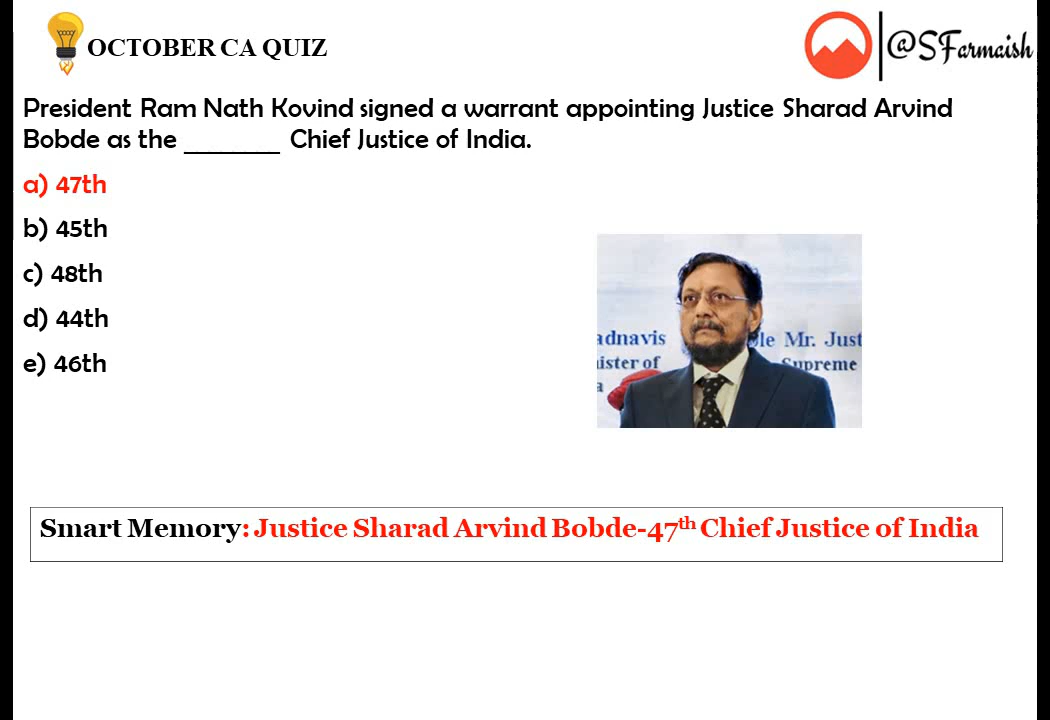 OCTOBER CA QUIZ
@SFarmaish
President Ram Nath Kovind signed a warrant appointing Justice Sharad Arvind
Bobde as the ________ Chief Justice of India.
a) 47th
b) 45th
c) 48th
d) 44th
e) 46th
adnavis
ble Mr. Just
ister of
Supreme
a
Smart Memory: Justice Sharad Arvind Bobde-47th Chief Justice of India